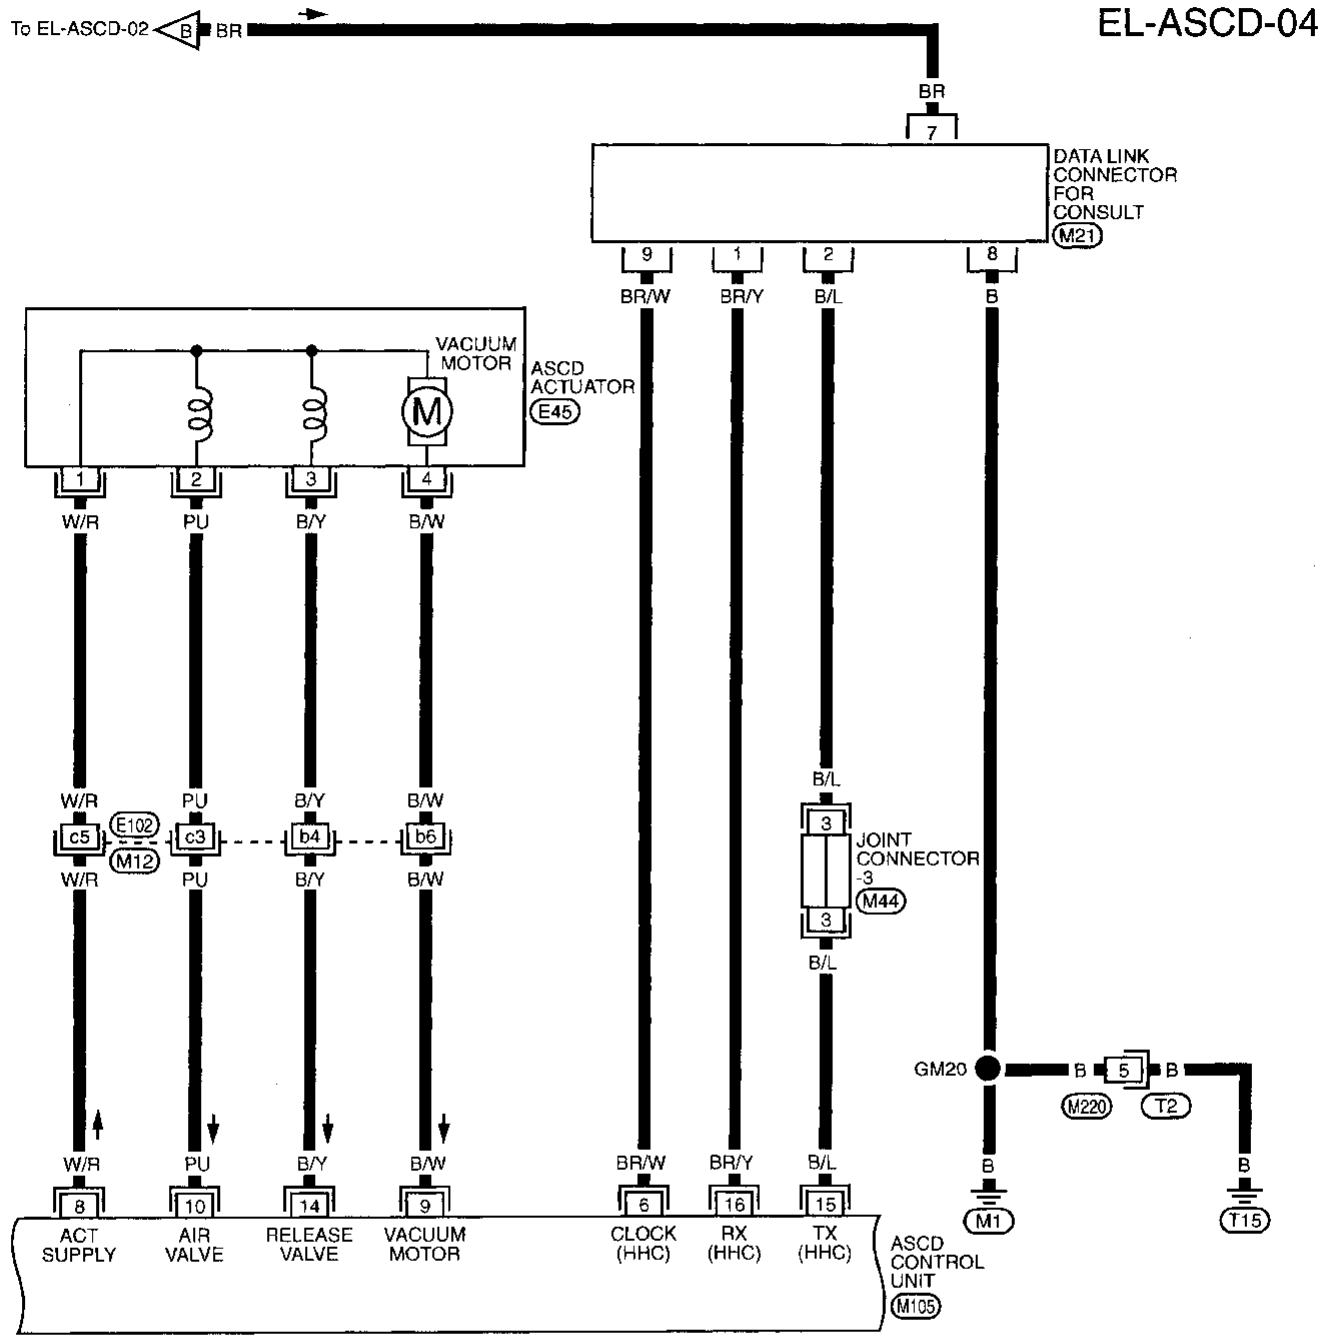 EL-ASCD-04
To EL-ASCD-02 B BR
BR
7
DATA LINK
CONNECTOR
FOR
CONSULT
M21
9 1 2 8
BR/W BR/Y B/L B
VACUUM
MOTOR
M
ASCD
ACTUATOR
E45
1 2 3 4
W/R PU B/Y B/W
B/L
3
JOINT
CONNECTOR
-3
M44
3
B/L
W/R PU B/Y B/W
c5 E102 c3 b4 b6
M12
W/R PU B/Y B/W
GM20 B 5 B
M220 T2
W/R PU B/Y B/W BR/W BR/Y B/L B B
8 10 14 9 6 16 15
M1 T15
ACT
SUPPLY
AIR
VALVE
RELEASE
VALVE
VACUUM
MOTOR
CLOCK
(HHC)
RX
(HHC)
TX
(HHC)
ASCD
CONTROL
UNIT
M105